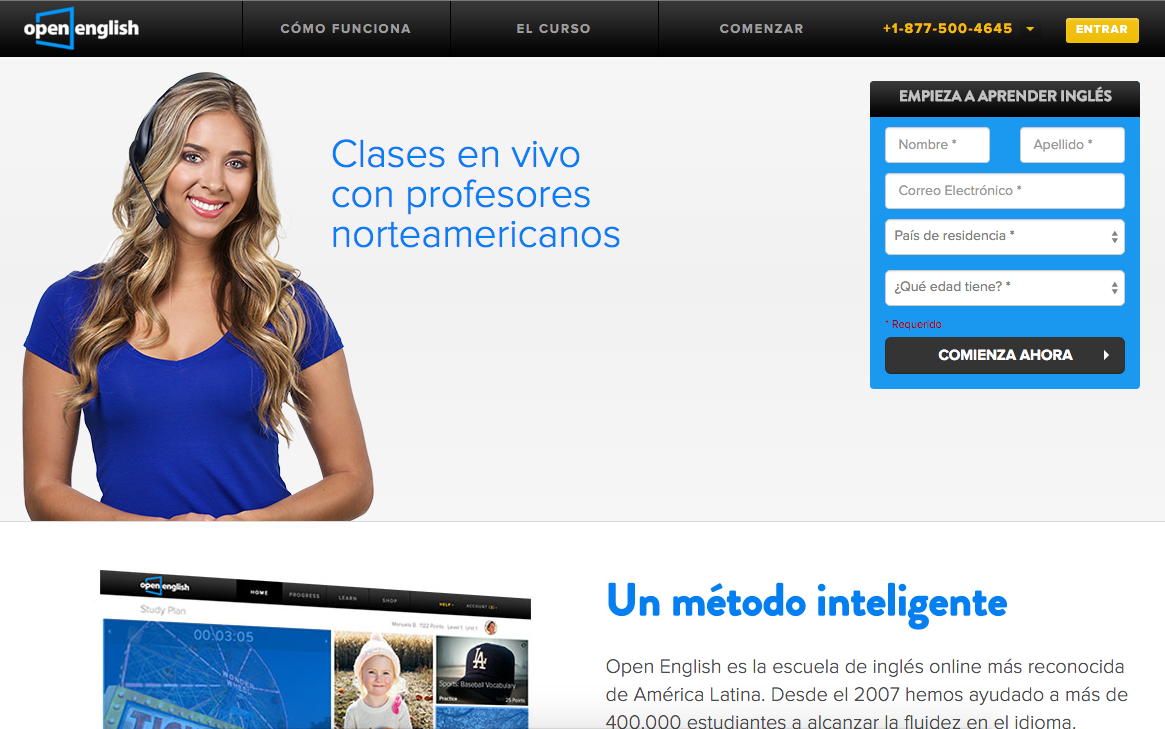 open english
CÓMO FUNCIONA
EL CURSO
COMENZAR
+1-877-500-4645
ENTRAR
Clases en vivo
con profesores
norteamericanos
EMPIEZA A APRENDER INGLÉS
Nombre *
Apellido *
Correo Electrónico *
País de residencia *
¿Qué edad tiene? *
* Requerido
COMIENZA AHORA
open english
HOME
PROGRESS
LEARN
SHOP
HELP
ACCOUNT (3)
Study Plan
Manuela B. 1122 Points Level 1, Unit 1
00:03:05
WONDER
WHEEL
LA
Sports: Baseball Vocabulary
Practice
25 Points
Un método inteligente
Open English es la escuela de inglés online más reconocida
de América Latina. Desde el 2007 hemos ayudado a más de
400.000 estudiantes a alcanzar la fluidez en el idioma.